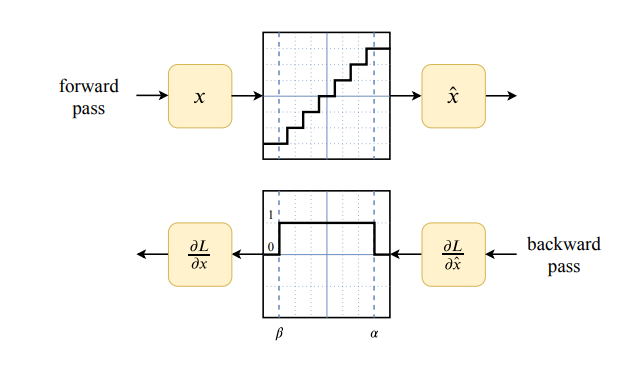 forward
pass
x
x̂
1
0
∂L
∂x
∂L
∂x̂
backward
pass
β
α